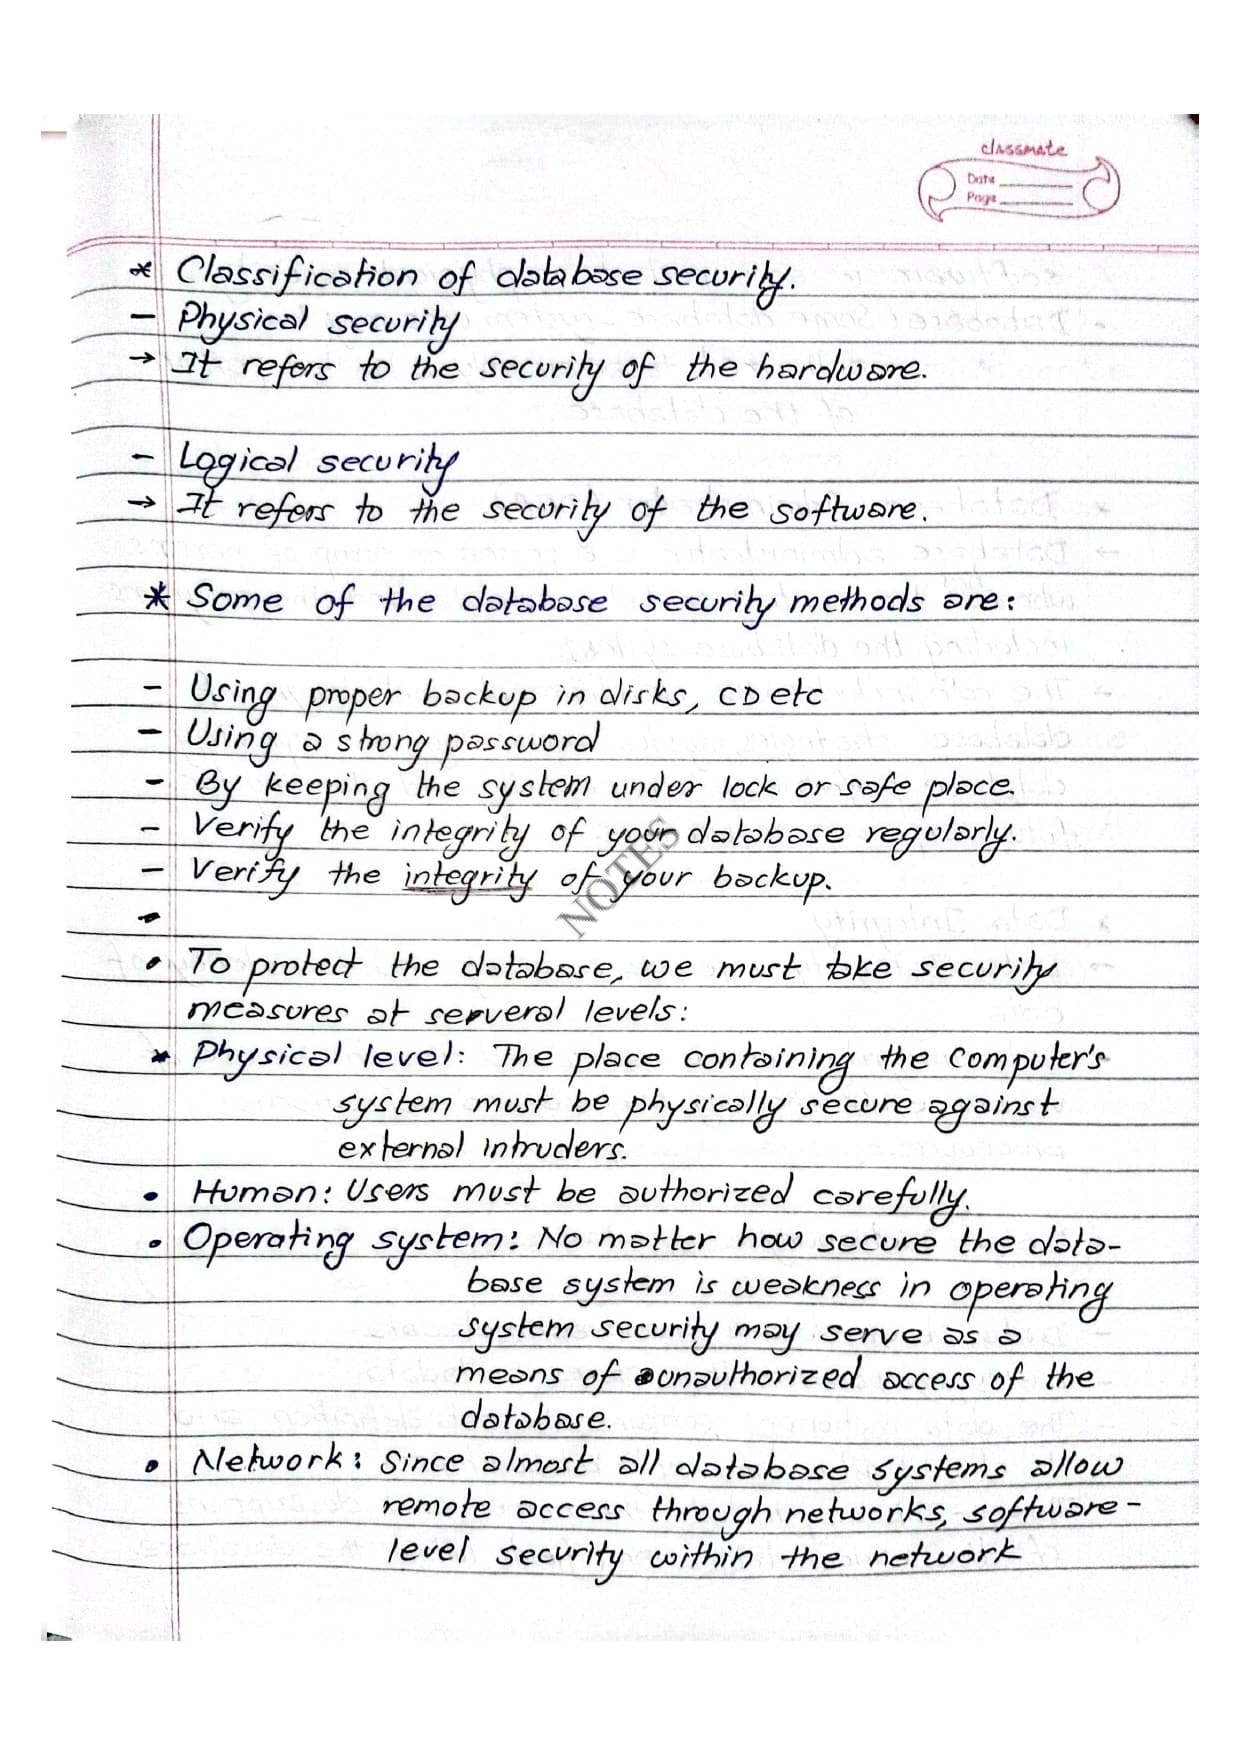 classmate
Date
Page
* Classification of database security.
- Physical security
→ It refers to the security of the hardware.
- Logical security
→ It refers to the security of the software.
* Some of the database security methods are:
- Using proper backup in disks, CD etc
- Using a strong password
- By keeping the system under lock or safe place.
- Verify the integrity of your database regularly.
- Verify the integrity of your backup.
NOTES
-
• To protect the database, we must take security
measures at serveral levels:
* Physical level: The place containing the computer's
system must be physically secure against
external intruders.
• Human: Users must be authorized carefully.
• Operating system: No matter how secure the data-
base system is weakness in operating
system security may serve as a
means of unauthorized access of the
database.
• Network: Since almost all database systems allow
remote access through networks, software-
level security within the network